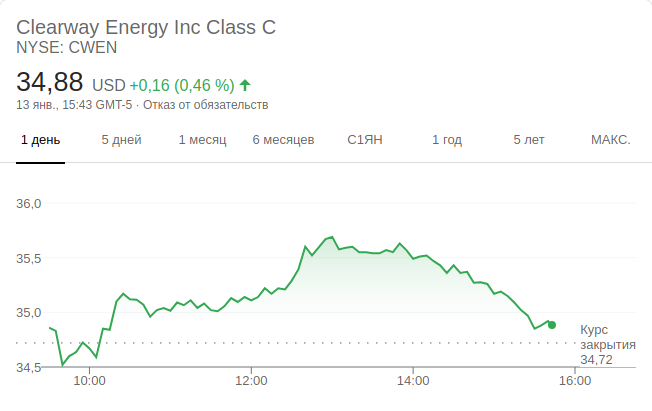 Clearway Energy Inc Class C
NYSE: CWEN
34,88 USD +0,16 (0,46 %)
13 янв., 15:43 GMT-5 · Отказ от обязательств
1 день 5 дней 1 месяц 6 месяцев С1ЯН 1 год 5 лет МАКС.
36,0
35,5
35,0
34,5
Курс
закрытия
34,72
10:00 12:00 14:00 16:00